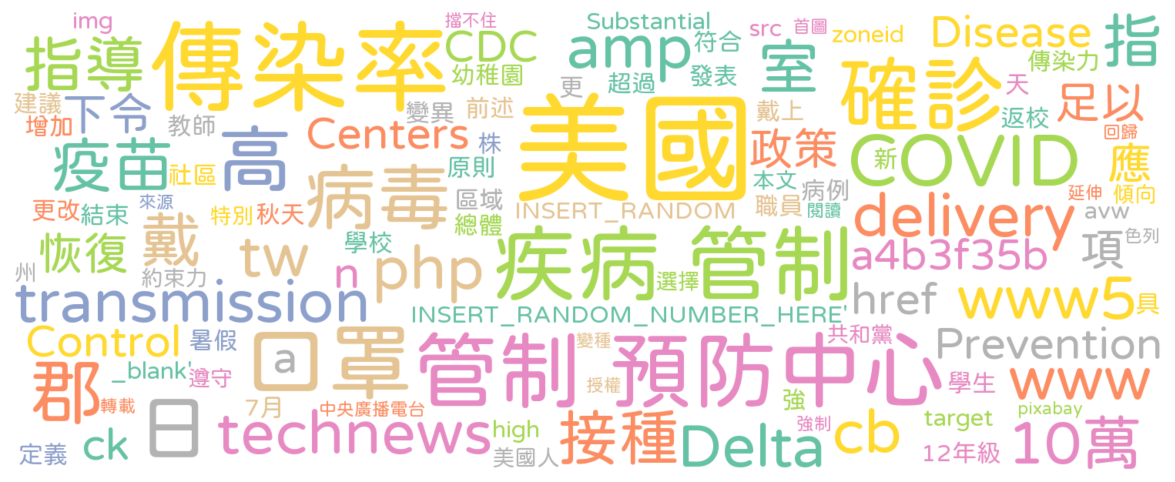 img
擋不住
Substantial
src
首圖
zoneid
Disease
指
指導
傳染率
CDC
幼稚園
amp
符合
超過
發表
室
確診
傳染力
天
返校
足以
回歸
建議
下令
增加
教師
變異
前述
更
戴上
政策
COVID
新
應
傾向
延伸
疫苗
社區
高
Centers
株
原則
美國
INSERT_RANDOM
本文
病例
職員
閱讀
delivery
avw
色列
更改
結束
來源
特別
秋天
病毒
區域
總體
恢復
戴
約束力
州
tw
學校
n
php
疾病
管制
選擇
a4b3f35b
項
transmission
INSERT_RANDOM_NUMBER_HERE'
href
www5
具
Control
暑假
_blank'
遵守
口罩
a
管制
預防中心
變種
授權
共和黨
Prevention
學生
www
郡
轉載
日
7月
中央廣播電台
technews
high
美國人
接種
Delta
強
強制
cb
target
pixabay
12年級
10萬
定義
ck